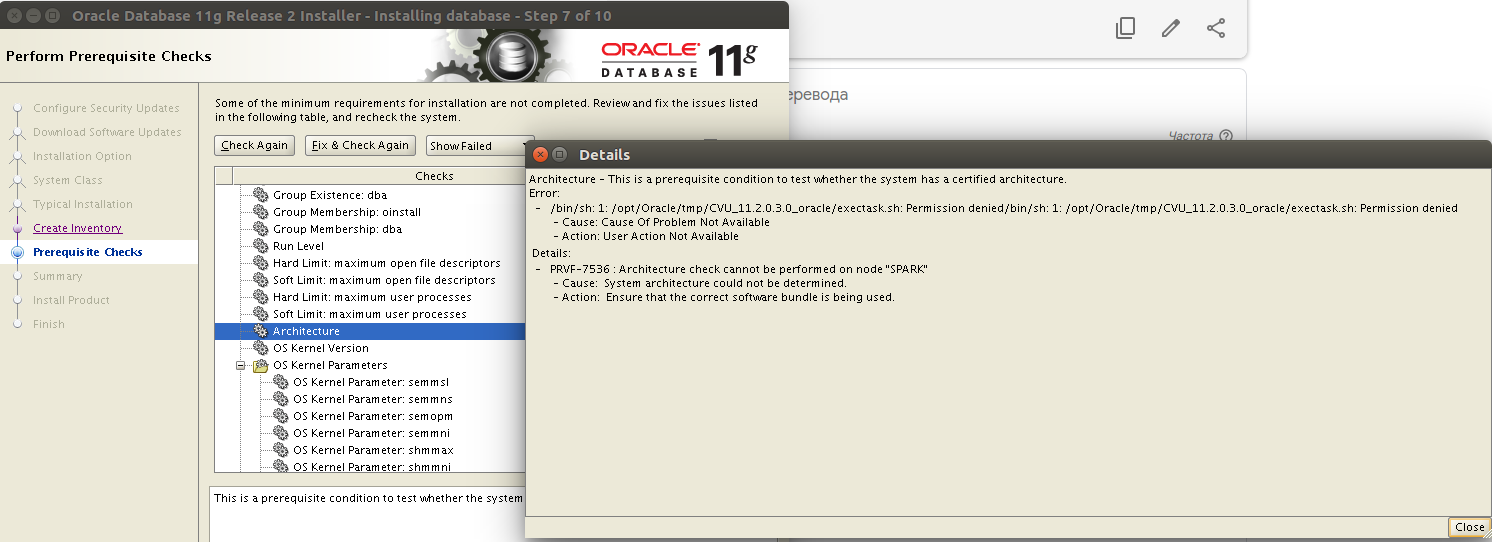 Oracle Database 11g Release 2 Installer - Installing database - Step 7 of 10
Perform Prerequisite Checks
ORACLE
DATABASE 11g
Configure Security Updates
Download Software Updates
Installation Option
System Class
Typical Installation
Create Inventory
Prerequisite Checks
Summary
Install Product
Finish
Some of the minimum requirements for installation are not completed. Review and fix the issues listed
in the following table, and recheck the system.
Check Again
Fix & Check Again
Show Failed
Checks
Group Existence: dba
Group Membership: oinstall
Group Membership: dba
Run Level
Hard Limit: maximum open file descriptors
Soft Limit: maximum open file descriptors
Hard Limit: maximum user processes
Soft Limit: maximum user processes
Architecture
OS Kernel Version
OS Kernel Parameters
OS Kernel Parameter: semmsl
OS Kernel Parameter: semmns
OS Kernel Parameter: semopm
OS Kernel Parameter: semmni
OS Kernel Parameter: shmmax
OS Kernel Parameter: shmmni
This is a prerequisite condition to test whether the system
еревода
Частота
Details
Architecture - This is a prerequisite condition to test whether the system has a certified architecture.
Error:
- /bin/sh: 1: /opt/Oracle/tmp/CVU_11.2.0.3.0_oracle/exectask.sh: Permission denied/bin/sh: 1: /opt/Oracle/tmp/CVU_11.2.0.3.0_oracle/exectask.sh: Permission denied
- Cause: Cause Of Problem Not Available
- Action: User Action Not Available
Details:
- PRVF-7536 : Architecture check cannot be performed on node "SPARK"
- Cause: System architecture could not be determined.
- Action: Ensure that the correct software bundle is being used.
Close